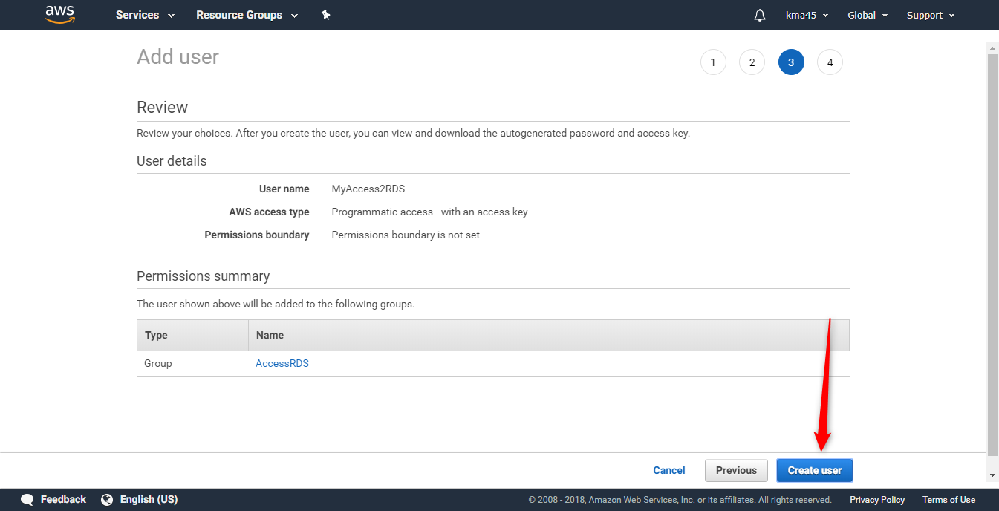 aws Services Resource Groups kma45 Global Support
Add user 1 2 3 4
Review
Review your choices. After you create the user, you can view and download the autogenerated password and access key.
User details
User name MyAccess2RDS
AWS access type Programmatic access - with an access key
Permissions boundary Permissions boundary is not set
Permissions summary
The user shown above will be added to the following groups.
Type Name
Group AccessRDS
Cancel Previous Create user
Feedback English (US) © 2008 - 2018, Amazon Web Services, Inc. or its affiliates. All rights reserved. Privacy Policy Terms of Use